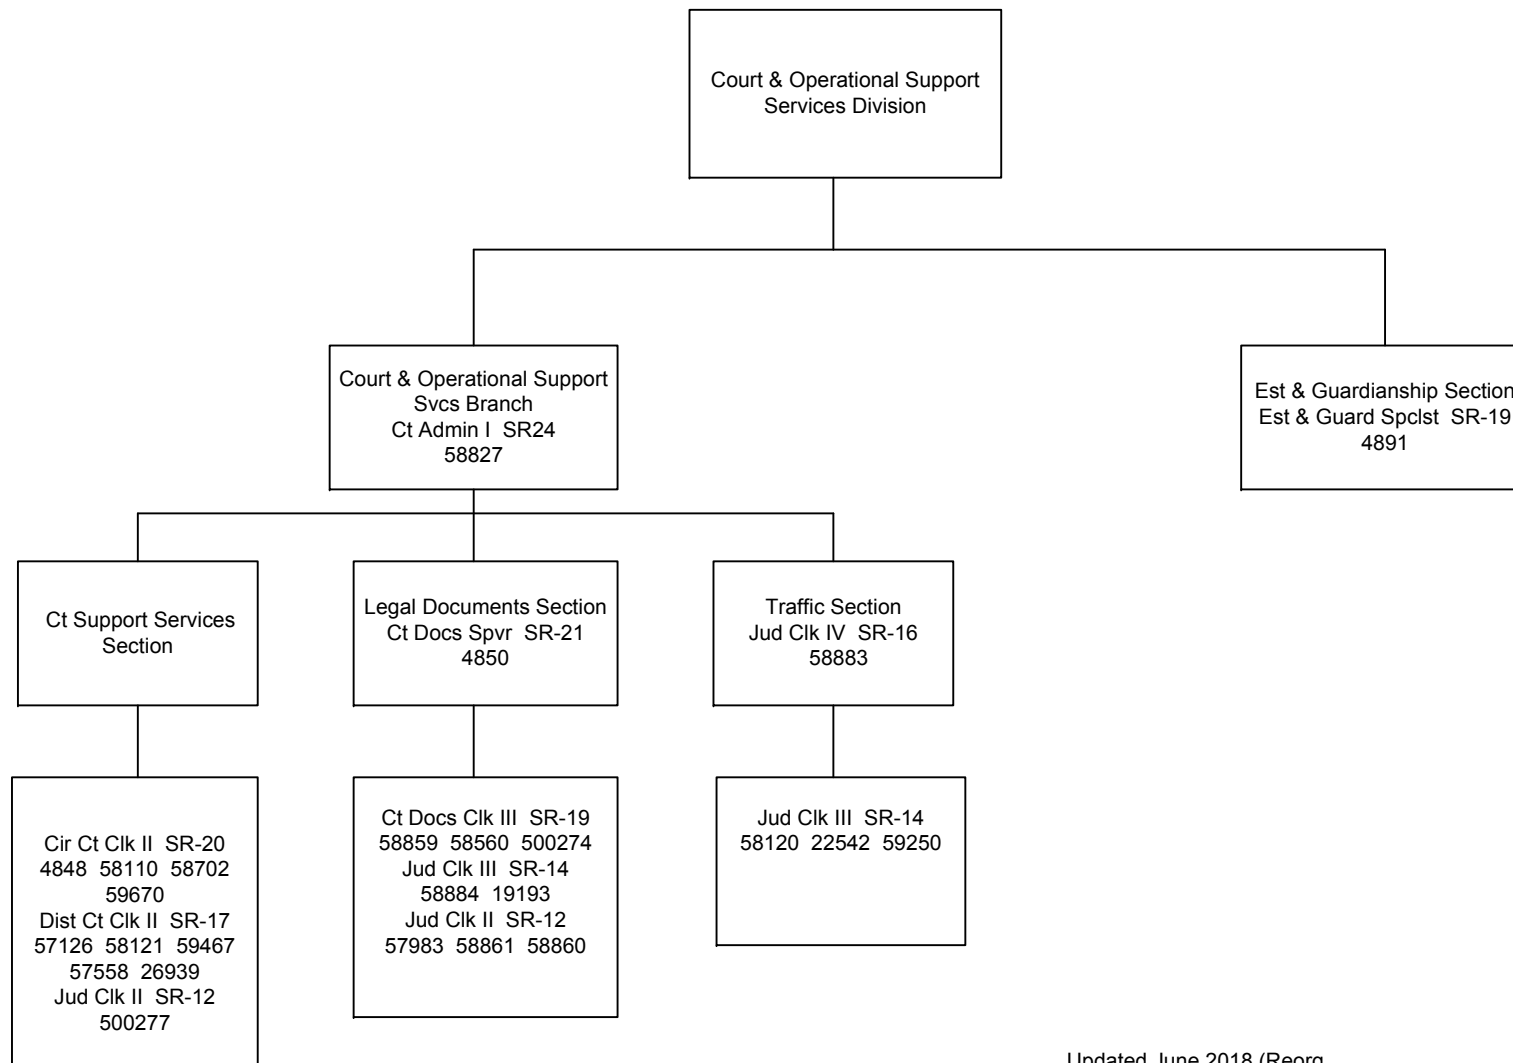 Court & Operational Support
Services Division
Court & Operational Support
Svcs Branch
Ct Admin I  SR24
58827
Est & Guardianship Section
Est & Guard Spclst  SR-19
4891
Ct Support Services
Section
Legal Documents Section
Ct Docs Spvr  SR-21
4850
Traffic Section
Jud Clk IV  SR-16
58883
Cir Ct Clk II  SR-20
4848  58110  58702
59670
Dist Ct Clk II  SR-17
57126  58121  59467
57558  26939
Jud Clk II  SR-12
500277
Ct Docs Clk III  SR-19
58859  58560  500274
Jud Clk III  SR-14
58884  19193
Jud Clk II  SR-12
57983  58861  58860
Jud Clk III  SR-14
58120  22542  59250
Updated June 2018 (Reorg